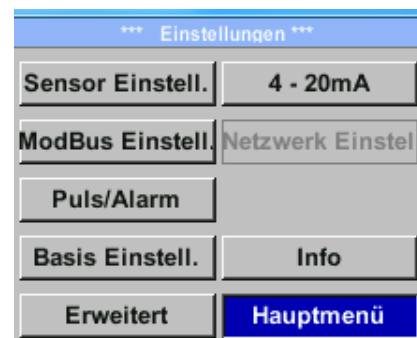 *** Einstellungen ***
Sensor Einstell. 4 - 20mA
ModBus Einstell. Netzwerk Einstel
Puls/Alarm
Basis Einstell. Info
Erweitert Hauptmenü